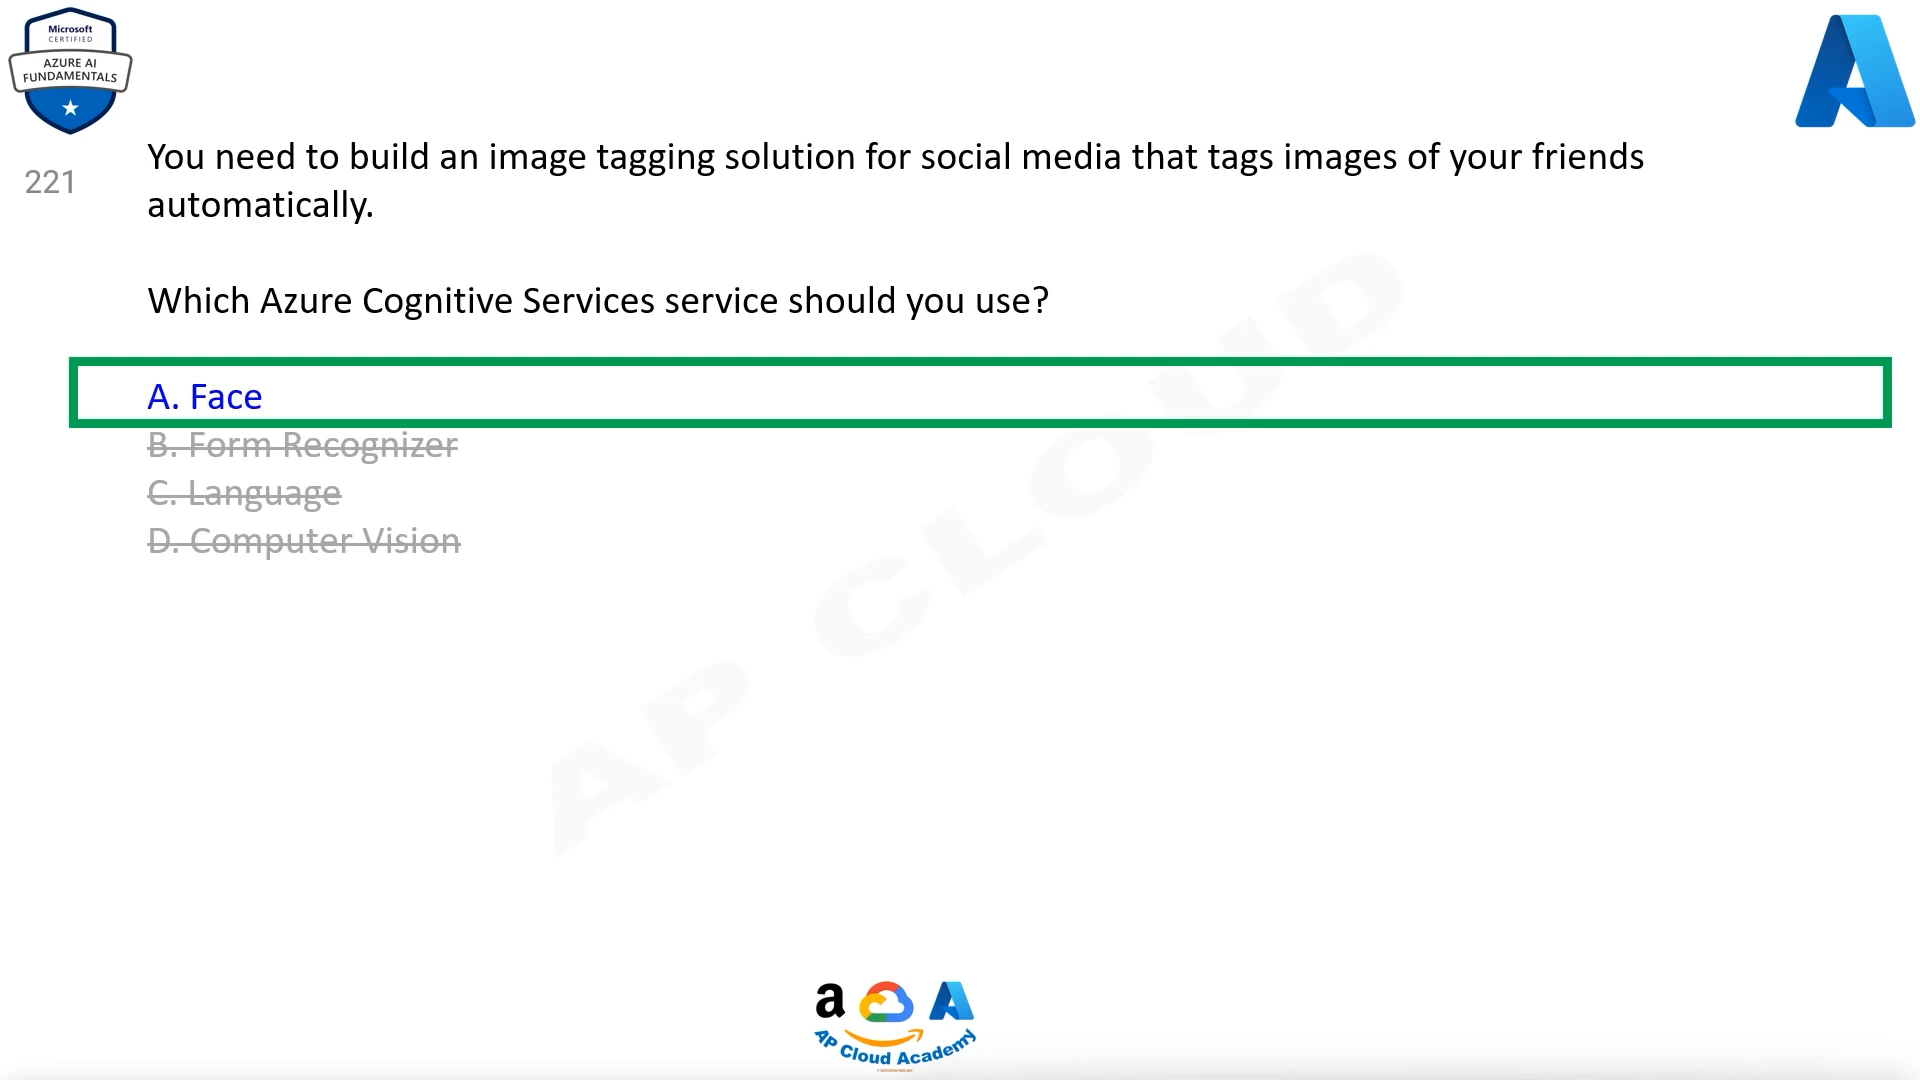 Microsoft
CERTIFIED
AZURE AI
FUNDAMENTALS
221
You need to build an image tagging solution for social media that tags images of your friends
automatically.
Which Azure Cognitive Services service should you use?
A. Face
B. Form Recognizer
C. Language
D. Computer Vision
AP CLOUD
a
AP Cloud Academy